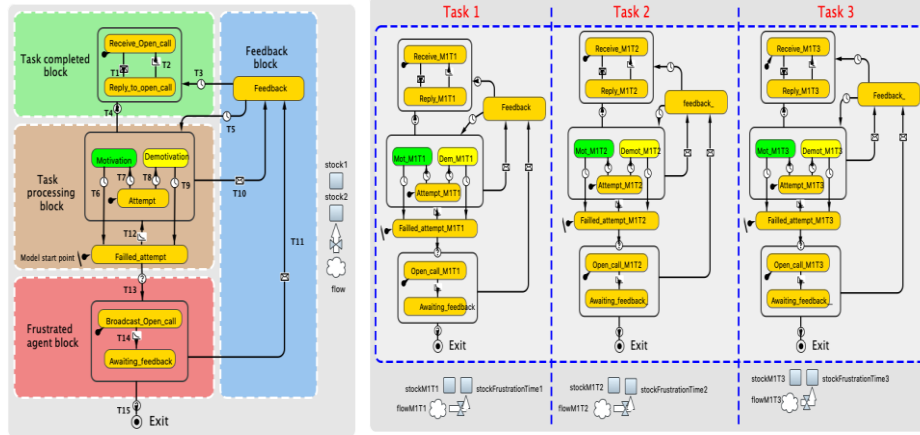 Task completed
block
Receive_Open_call
T1
T2
Reply_to_open_call
T3
T4
Feedback
block
Feedback
T5
Task
processing
block
Motivation
Demotivation
T6
T7
T8
T9
Attempt
T10
T11
T12
Model start point
Failled_attempt
T13
Frustrated
agent block
Broadcast_Open_call
T14
Awaiting_feedback
T15
Exit
stock1
stock2
flow
Task 1
Receive_M1T1
Reply_M1T1
Feedback
Mot_M1T1
Dem_M1T1
Attempt_M1T1
Failled_attempt_M1T1
Open_call_M1T1
Awaiting_feedback
Exit
stockM1T1
stockFrustrationTime1
flowM1T1
Task 2
Receive_M1T2
Reply_M1T2
feedback_
Mot_M1T2
Demot_M1T2
Attempt_M1T2
Failled_attempt_M1T2
Open_call_M1T2
Awaiting_feedback_
Exit
stockM1T2
stockFrustrationTime2
flowM1T2
Task 3
Receive_M1T3
Reply_M1T3
Feedback_
Mot_M1T3
Demot_M1T3
Attempt_M1T3
Failled_attempt_M1T3
Open_call_M1T3
Awaiting_feedback_
Exit
stockM1T3
stockFrustrationTime3
flowM1T3